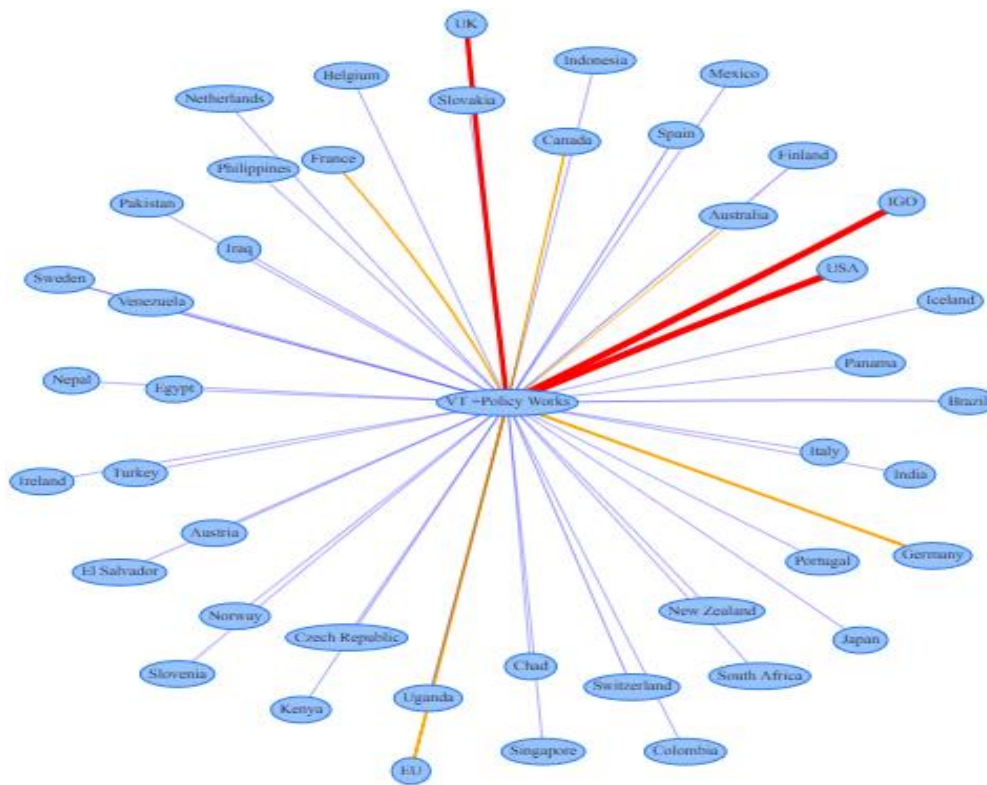 UK
Indonesia
Mexico
Belgium
Netherlands
Slovakia
Canada
Spain
France
Finland
Philippines
Pakistan
IGO
Australia
Iraq
USA
Sweden
Venezuela
Iceland
Panama
Nepal
Egypt
VT =Policy Works
Brazil
Italy
Turkey
India
Ireland
Austria
Germany
Portugal
El Salvador
New Zealand
Norway
Czech Republic
Japan
Chad
Slovenia
South Africa
Switzerland
Uganda
Kenya
Singapore
Colombia
EU